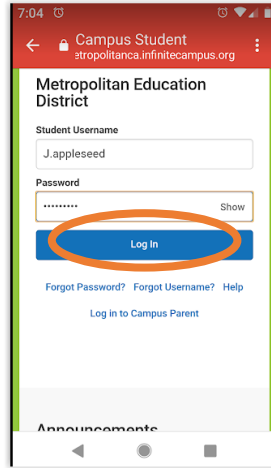 7:04
Campus Student
etropolitanca.infinitecampus.org
Metropolitan Education
District
Student Username
J.appleseed
Password
•••••••••
Show
Log In
Forgot Password? Forgot Username? Help
Log in to Campus Parent
Announcements